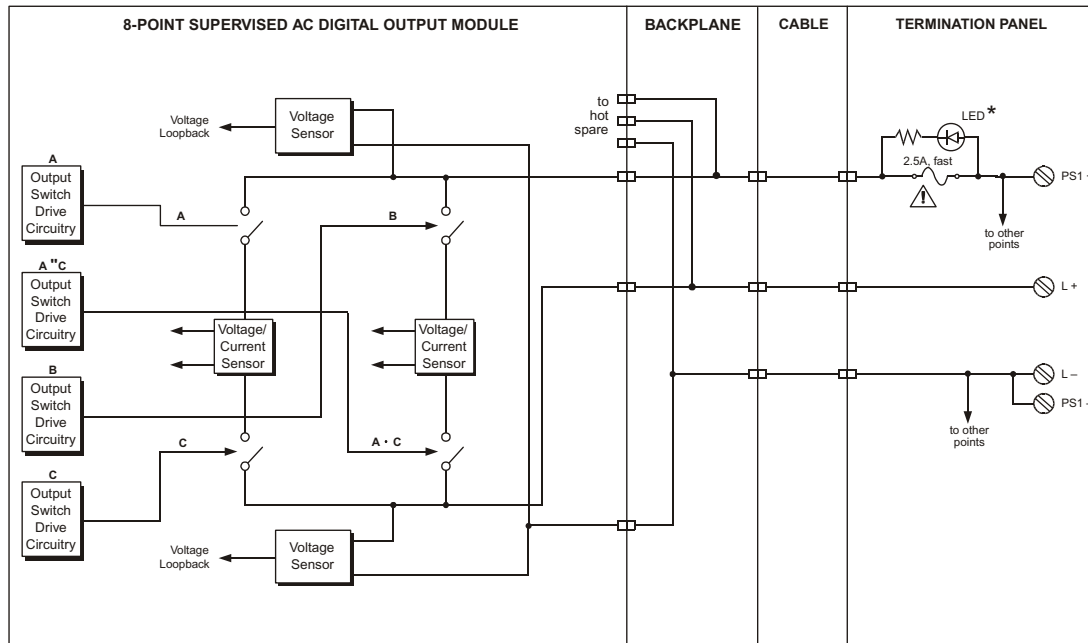 8-POINT SUPERVISED AC DIGITAL OUTPUT MODULE
BACKPLANE
CABLE
TERMINATION PANEL
Voltage
Loopback
Voltage
Sensor
to
hot
spare
LED*
2.5A, fast
PS1 +
to other
points
A
Output
Switch
Drive
Circuitry
A
B
A "C
Output
Switch
Drive
Circuitry
L +
Voltage/
Current
Sensor
Voltage/
Current
Sensor
B
Output
Switch
Drive
Circuitry
L –
PS1 –
to other
points
C
A · C
C
Output
Switch
Drive
Circuitry
Voltage
Loopback
Voltage
Sensor